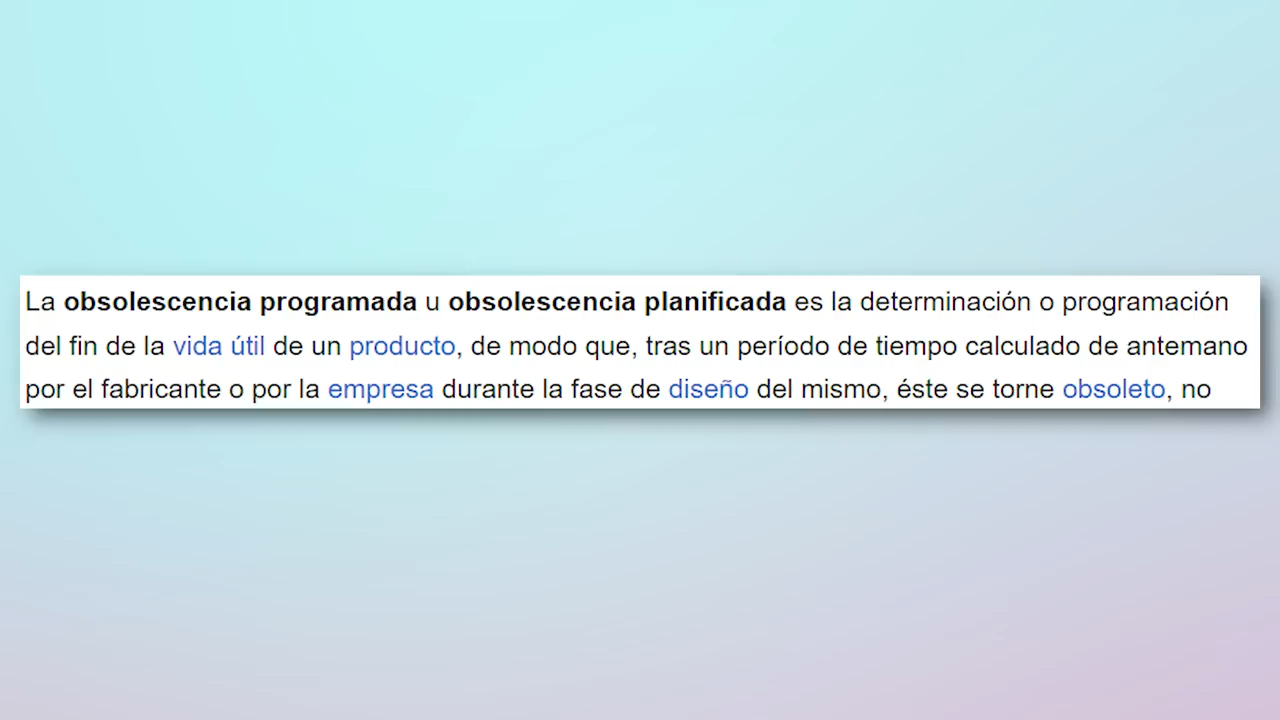 La obsolescencia programada u obsolescencia planificada es la determinación o programación
del fin de la vida útil de un producto, de modo que, tras un período de tiempo calculado de antemano
por el fabricante o por la empresa durante la fase de diseño del mismo, éste se torne obsoleto, no